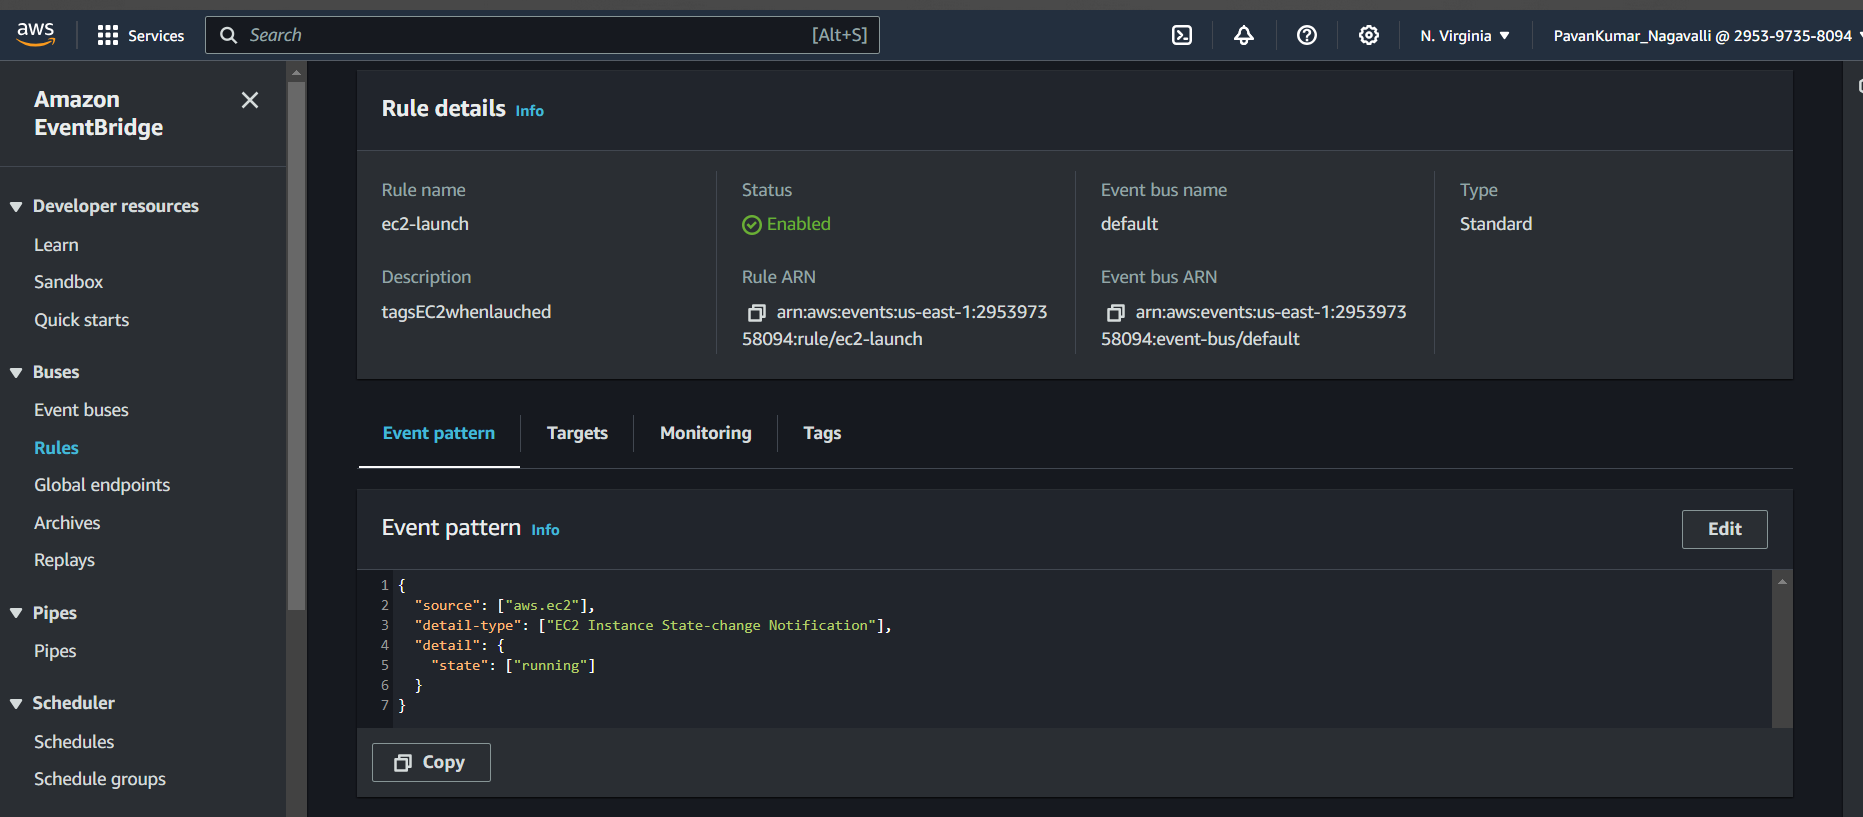 aws
Services
Search [Alt+S]
N. Virginia
PavanKumar_Nagavalli @ 2953-9735-8094
Amazon
EventBridge
Developer resources
Learn
Sandbox
Quick starts
Buses
Event buses
Rules
Global endpoints
Archives
Replays
Pipes
Pipes
Scheduler
Schedules
Schedule groups
Rule details Info
Rule name
ec2-launch
Description
tagsEC2whenlauched
Status
Enabled
Rule ARN
arn:aws:events:us-east-1:2953973
58094:rule/ec2-launch
Event bus name
default
Event bus ARN
arn:aws:events:us-east-1:2953973
58094:event-bus/default
Type
Standard
Event pattern Targets Monitoring Tags
Event pattern Info
Edit
1 {
2 "source": ["aws.ec2"],
3 "detail-type": ["EC2 Instance State-change Notification"],
4 "detail": {
5 "state": ["running"]
6 }
7 }
Copy